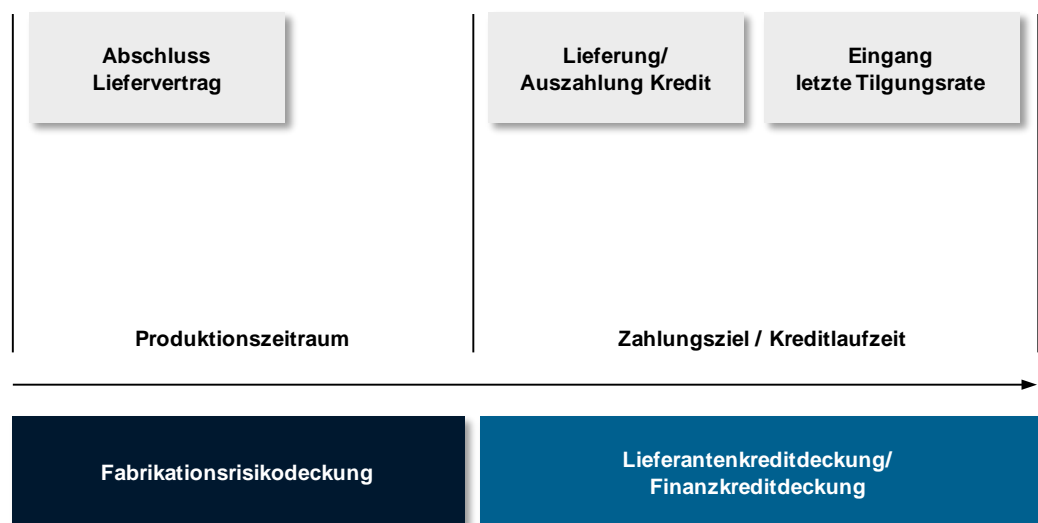 Abschluss
Liefervertrag
Lieferung/
Auszahlung Kredit
Eingang
letzte Tilgungsrate
Produktionszeitraum
Zahlungsziel / Kreditlaufzeit
Fabrikationsrisikodeckung
Lieferantenkreditdeckung/
Finanzkreditdeckung